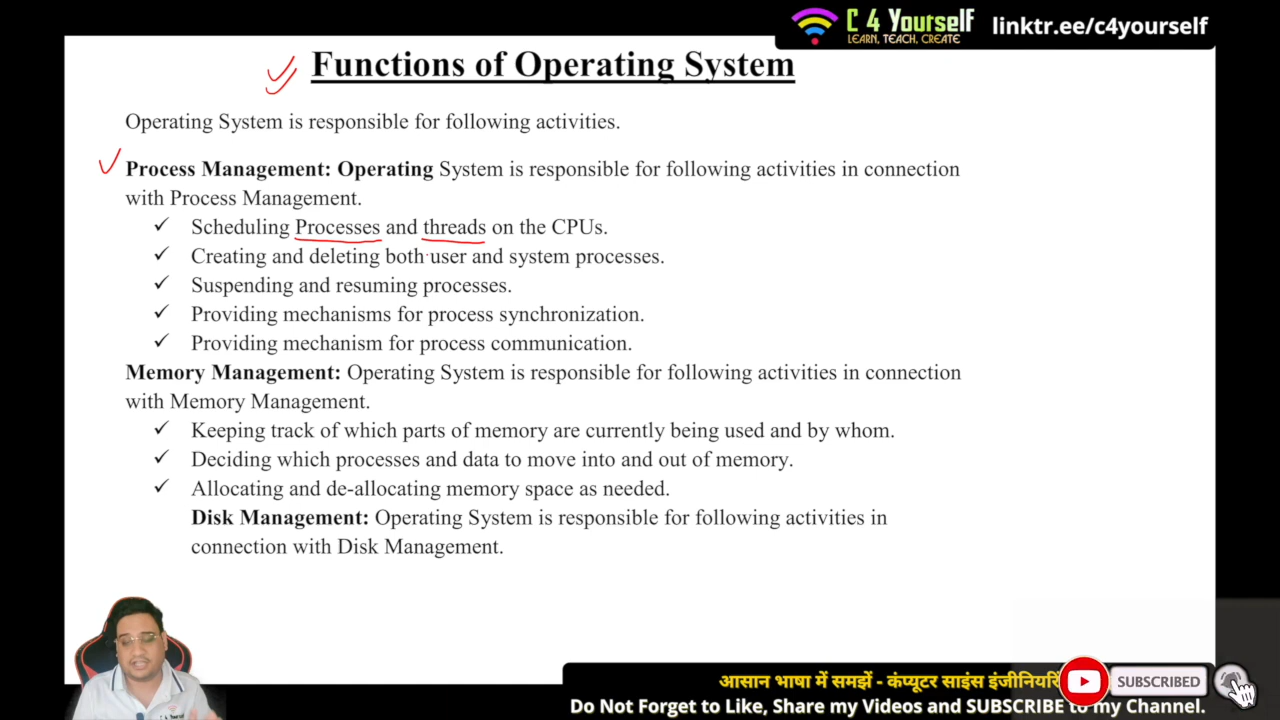 C 4 Yourself
LEARN, TEACH, CREATE
linktr.ee/c4yourself
Functions of Operating System
Operating System is responsible for following activities.
Process Management: Operating System is responsible for following activities in connection
with Process Management.
✓ Scheduling Processes and threads on the CPUs.
✓ Creating and deleting both user and system processes.
✓ Suspending and resuming processes.
✓ Providing mechanisms for process synchronization.
✓ Providing mechanism for process communication.
Memory Management: Operating System is responsible for following activities in connection
with Memory Management.
✓ Keeping track of which parts of memory are currently being used and by whom.
✓ Deciding which processes and data to move into and out of memory.
✓ Allocating and de-allocating memory space as needed.
Disk Management: Operating System is responsible for following activities in
connection with Disk Management.
C 4 Yourself
आसान भाषा में समझें - कंप्यूटर साइंस इंजीनियरिं
SUBSCRIBED
Do Not Forget to Like, Share my Videos and SUBSCRIBE to my Channel.